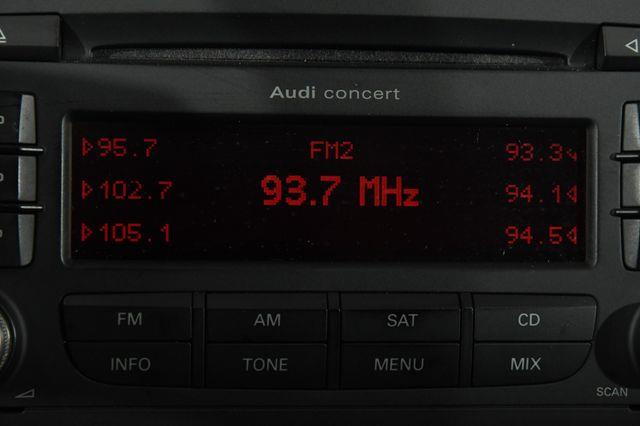 Audi concert
95.7 FM2 93.3
102.7 93.7 MHz 94.1
105.1 94.5
FM AM SAT CD
INFO TONE MENU MIX
SCAN